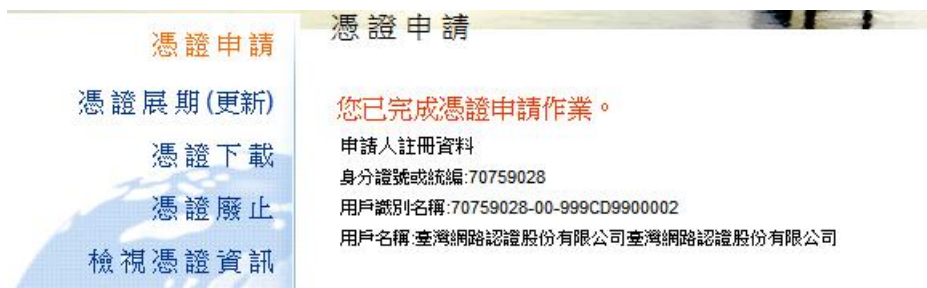 憑證申請
憑證展期(更新)
憑證下載
憑證廢止
檢視憑證資訊
憑證申請
您已完成憑證申請作業。
申請人註冊資料
身分證號或統編:70759028
用戶識別名稱:70759028-00-999CD9900002
用戶名稱:臺灣網路認證股份有限公司臺灣網路認證股份有限公司